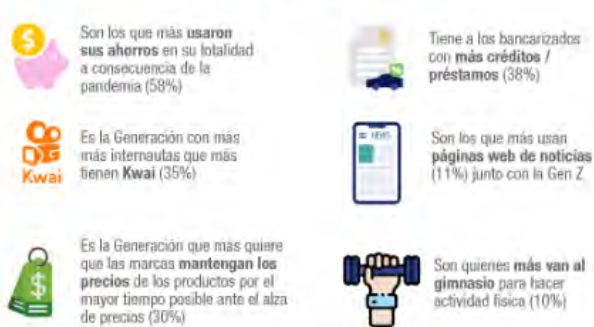 Son los que más usaron
sus ahorros en su totalidad
a consecuencia de la
pandemia (58%)
Tiene a los bancarizados
con más créditos /
préstamos (38%)
Kwai
Es la Generación con más
más internautas que más
tienen Kwai (35%)
NEWS
Son los que más usan
páginas web de noticias
(11%) junto con la Gen Z
Es la Generación que más quiere
que las marcas mantengan los
precios de los productos por el
mayor tiempo posible ante el alza
de precios (30%)
Son quienes más van al
gimnasio para hacer
actividad física (10%)